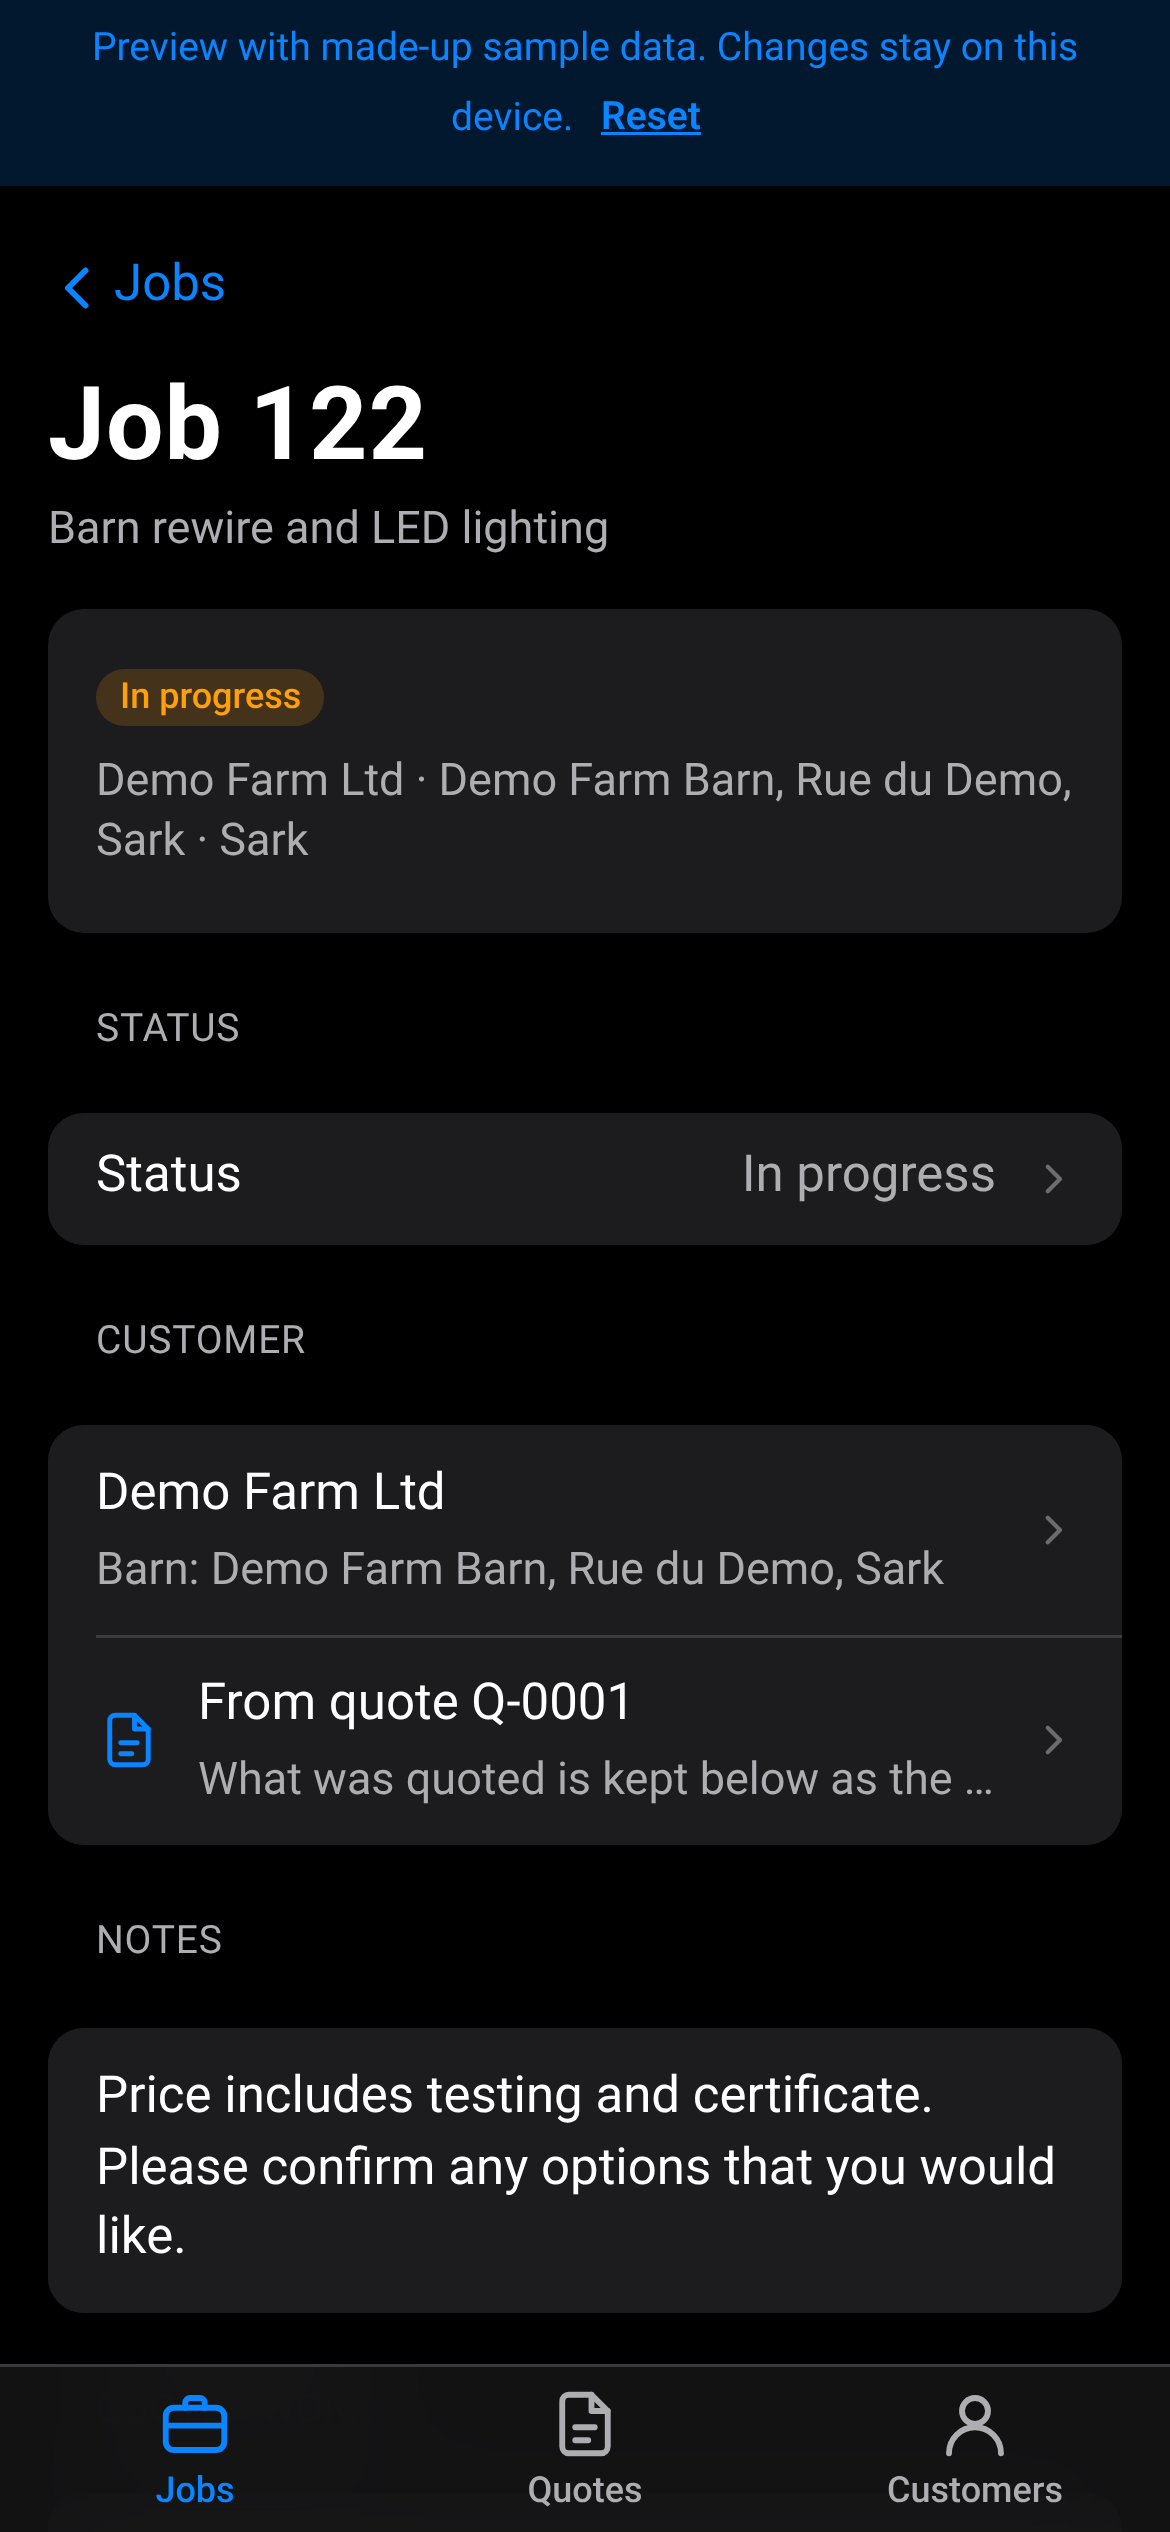 Preview with made-up sample data. Changes stay on this
device. Reset
Jobs
Job 122
Barn rewire and LED lighting
In progress
Demo Farm Ltd · Demo Farm Barn, Rue du Demo,
Sark · Sark
STATUS
Status In progress
CUSTOMER
Demo Farm Ltd
Barn: Demo Farm Barn, Rue du Demo, Sark
From quote Q-0001
What was quoted is kept below as the ...
NOTES
Price includes testing and certificate.
Please confirm any options that you would
like.
Jobs Quotes Customers